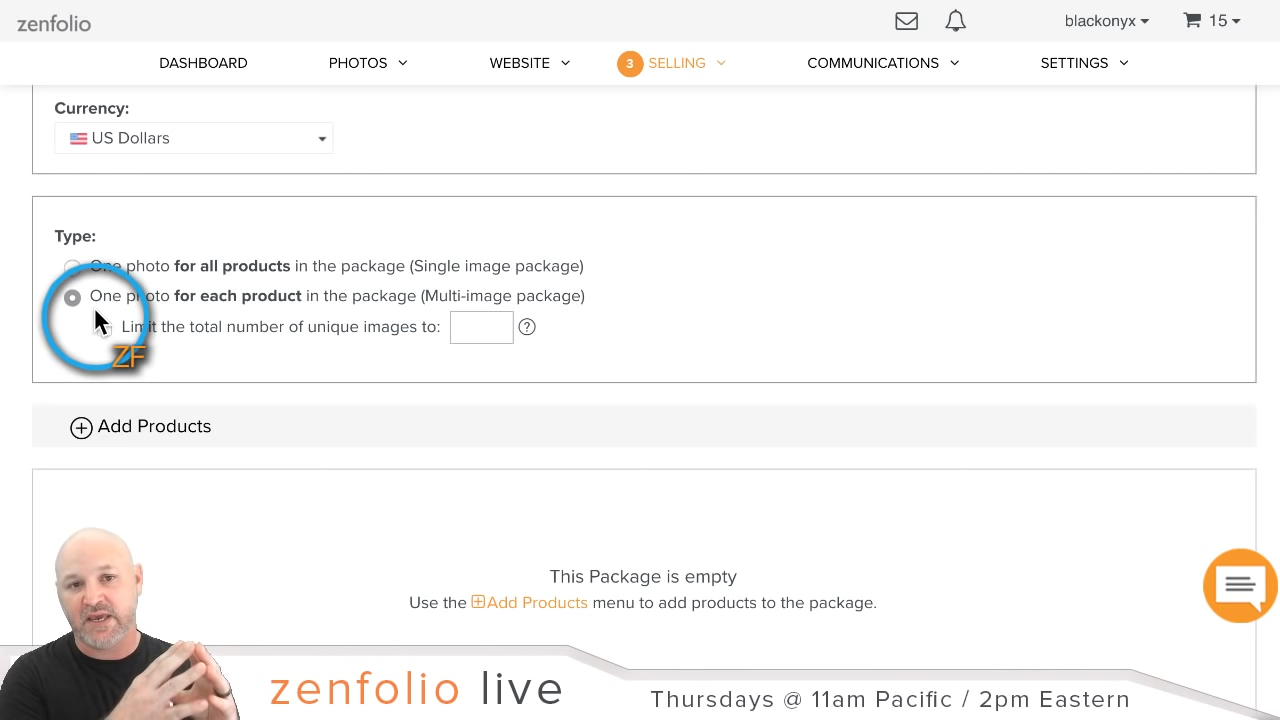 zenfolio
blackonyx
15
DASHBOARD
PHOTOS
WEBSITE
3
SELLING
COMMUNICATIONS
SETTINGS
Currency:
US Dollars
Type:
One photo for all products in the package (Single image package)
One photo for each product in the package (Multi-image package)
Limit the total number of unique images to:
?
ZF
Add Products
This Package is empty
Use the Add Products menu to add products to the package.
zenfolio live
Thursdays @ 11am Pacific / 2pm Eastern